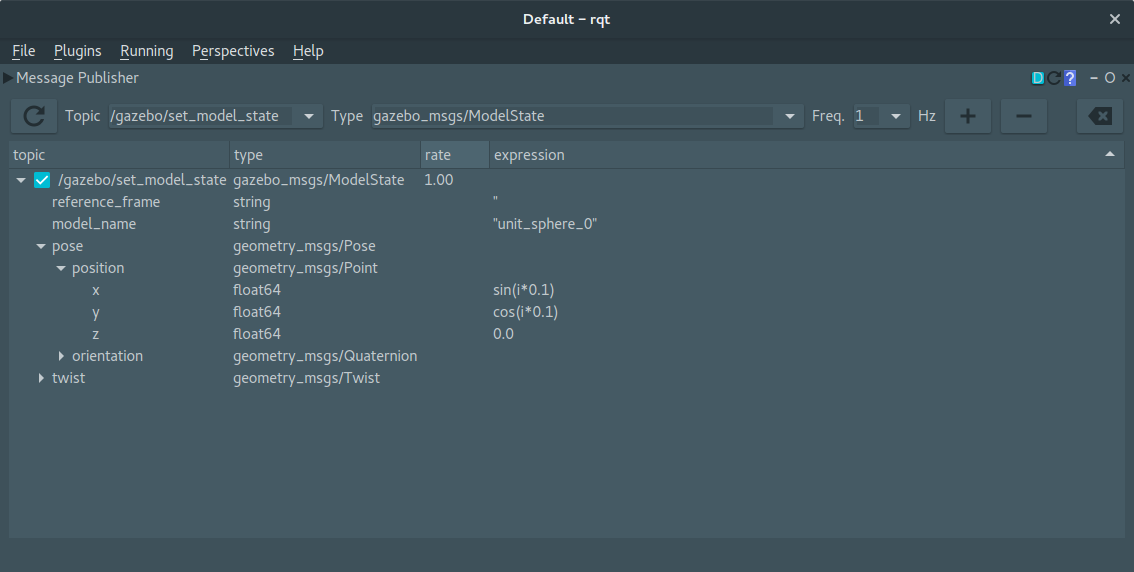 Default – rqt
File Plugins Running Perspectives Help
Message Publisher D ? – O ×
Topic /gazebo/set_model_state Type gazebo_msgs/ModelState Freq. 1 Hz
topic type rate expression
/gazebo/set_model_state gazebo_msgs/ModelState 1.00
reference_frame string "
model_name string "unit_sphere_0"
pose geometry_msgs/Pose
position geometry_msgs/Point
x float64 sin(i*0.1)
y float64 cos(i*0.1)
z float64 0.0
orientation geometry_msgs/Quaternion
twist geometry_msgs/Twist